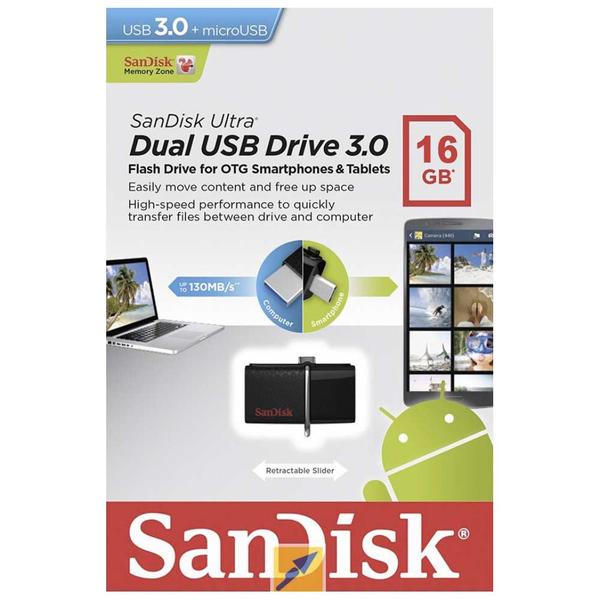 USB 3.0 + microUSB
SanDisk
Memory Zone
SanDisk Ultra®
Dual USB Drive 3.0
Flash Drive for OTG Smartphones & Tablets
Easily move content and free up space
High-speed performance to quickly
transfer files between drive and computer
16
GB*
Camera (448)
UP TO 130MB/s**
Computer
Smartphone
SanDisk
Retractable Slider
SanDisk®